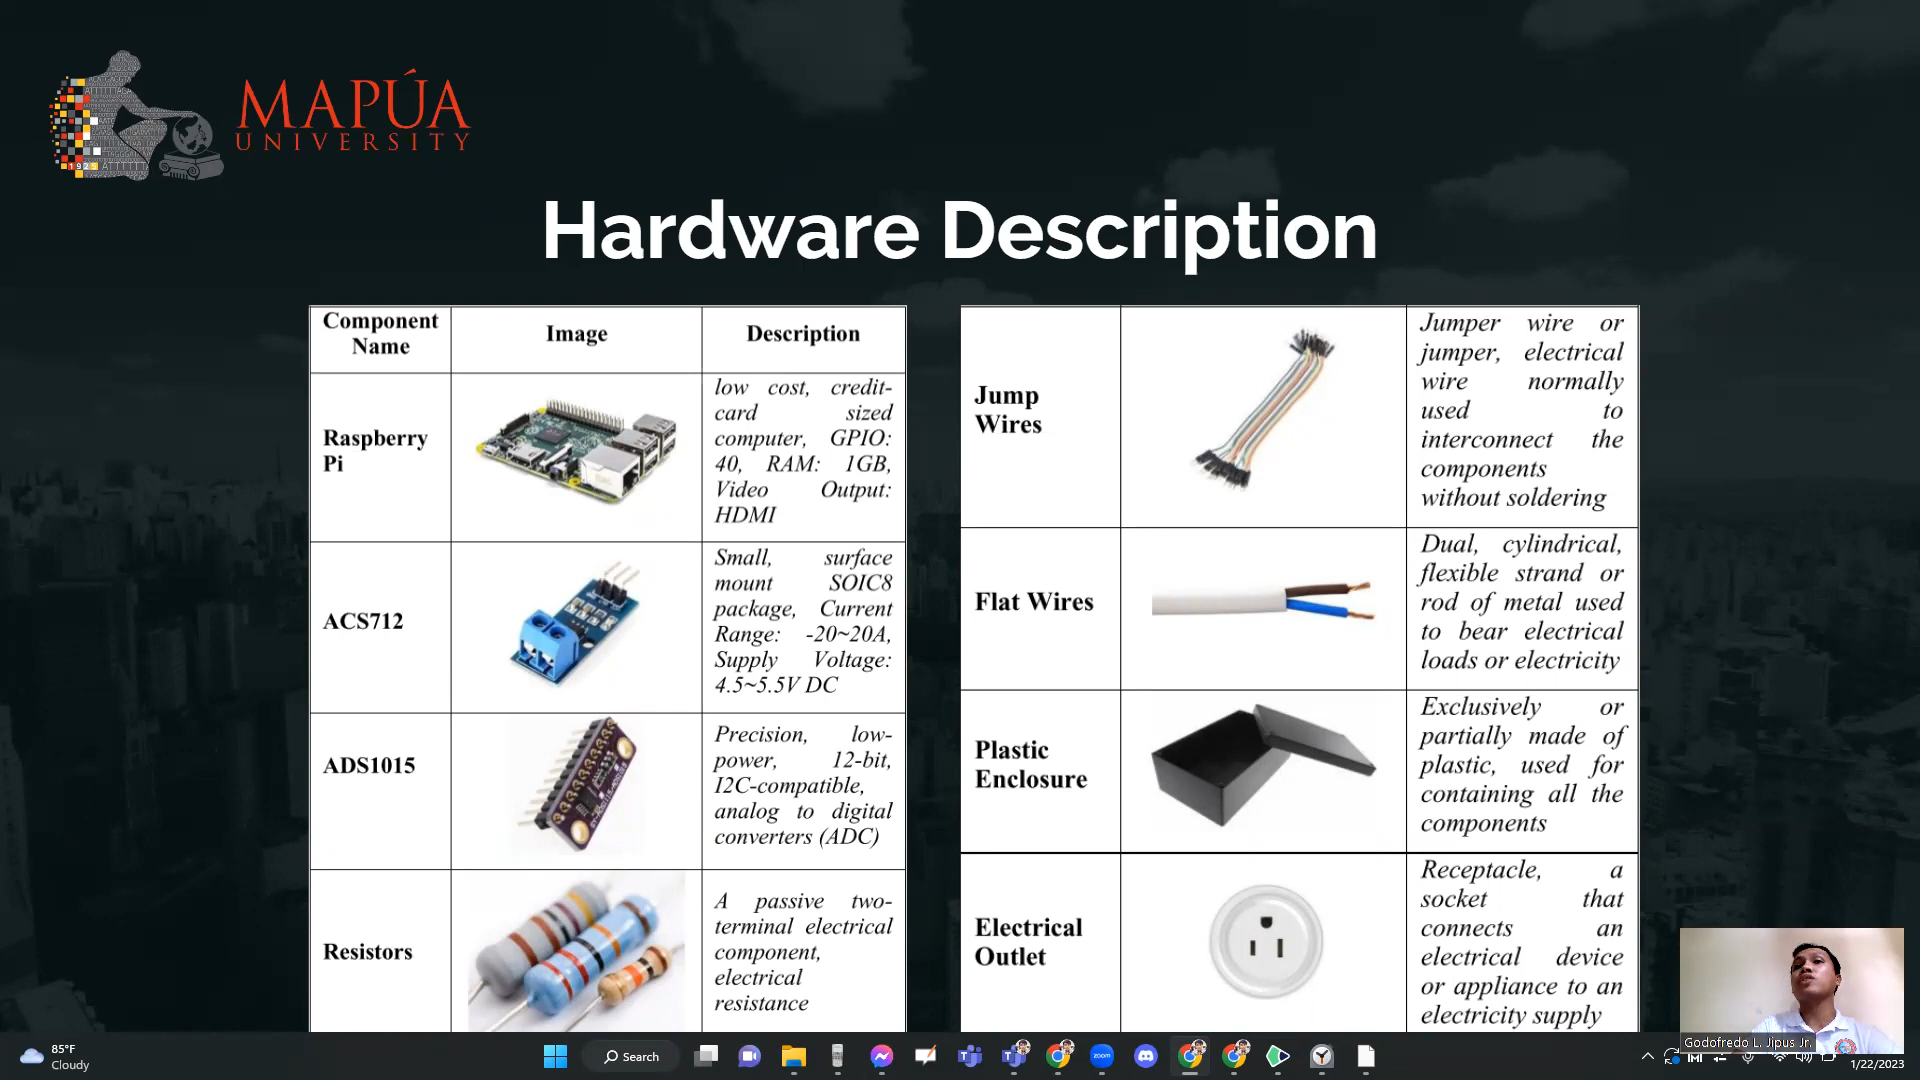 MAPÚA
UNIVERSITY
1925
Hardware Description
Component
Name
Image
Description
Raspberry
Pi
low cost, credit-
card sized
computer, GPIO:
40, RAM: 1GB,
Video Output:
HDMI
ACS712
Small, surface
mount SOIC8
package, Current
Range: -20~20A,
Supply Voltage:
4.5~5.5V DC
ADS1015
Precision, low-
power, 12-bit,
I2C-compatible,
analog to digital
converters (ADC)
Resistors
A passive two-
terminal electrical
component,
electrical
resistance
Jump
Wires
Jumper wire or
jumper, electrical
wire normally
used to
interconnect the
components
without soldering
Flat Wires
Dual, cylindrical,
flexible strand or
rod of metal used
to bear electrical
loads or electricity
Plastic
Enclosure
Exclusively or
partially made of
plastic, used for
containing all the
components
Electrical
Outlet
Receptacle, a
socket that
connects an
electrical device
or appliance to an
electricity supply
Godofredo L. Jipus Jr.
85°F
Cloudy
Search
zoom
1/22/2023